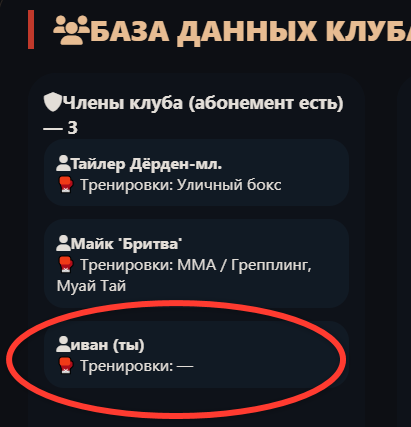 БАЗА ДАННЫХ КЛУБА
Члены клуба (абонемент есть)
— 3
Тайлер Дёрден-мл.
Тренировки: Уличный бокс
Майк 'Бритва'
Тренировки: ММА / Грепплинг,
Муай Тай
иван (ты)
Тренировки: —